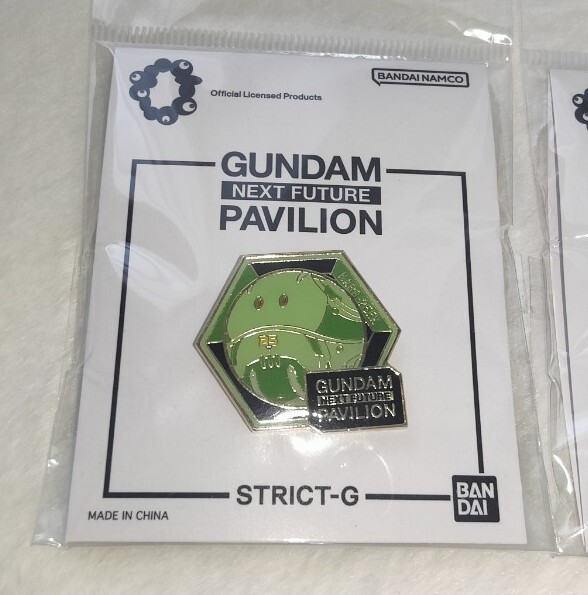 Official Licensed Products
BANDAI NAMCO
GUNDAM
NEXT FUTURE
PAVILION
GUNDAM
NEXT FUTURE
PAVILION
STRICT-G
BAN
DAI
MADE IN CHINA